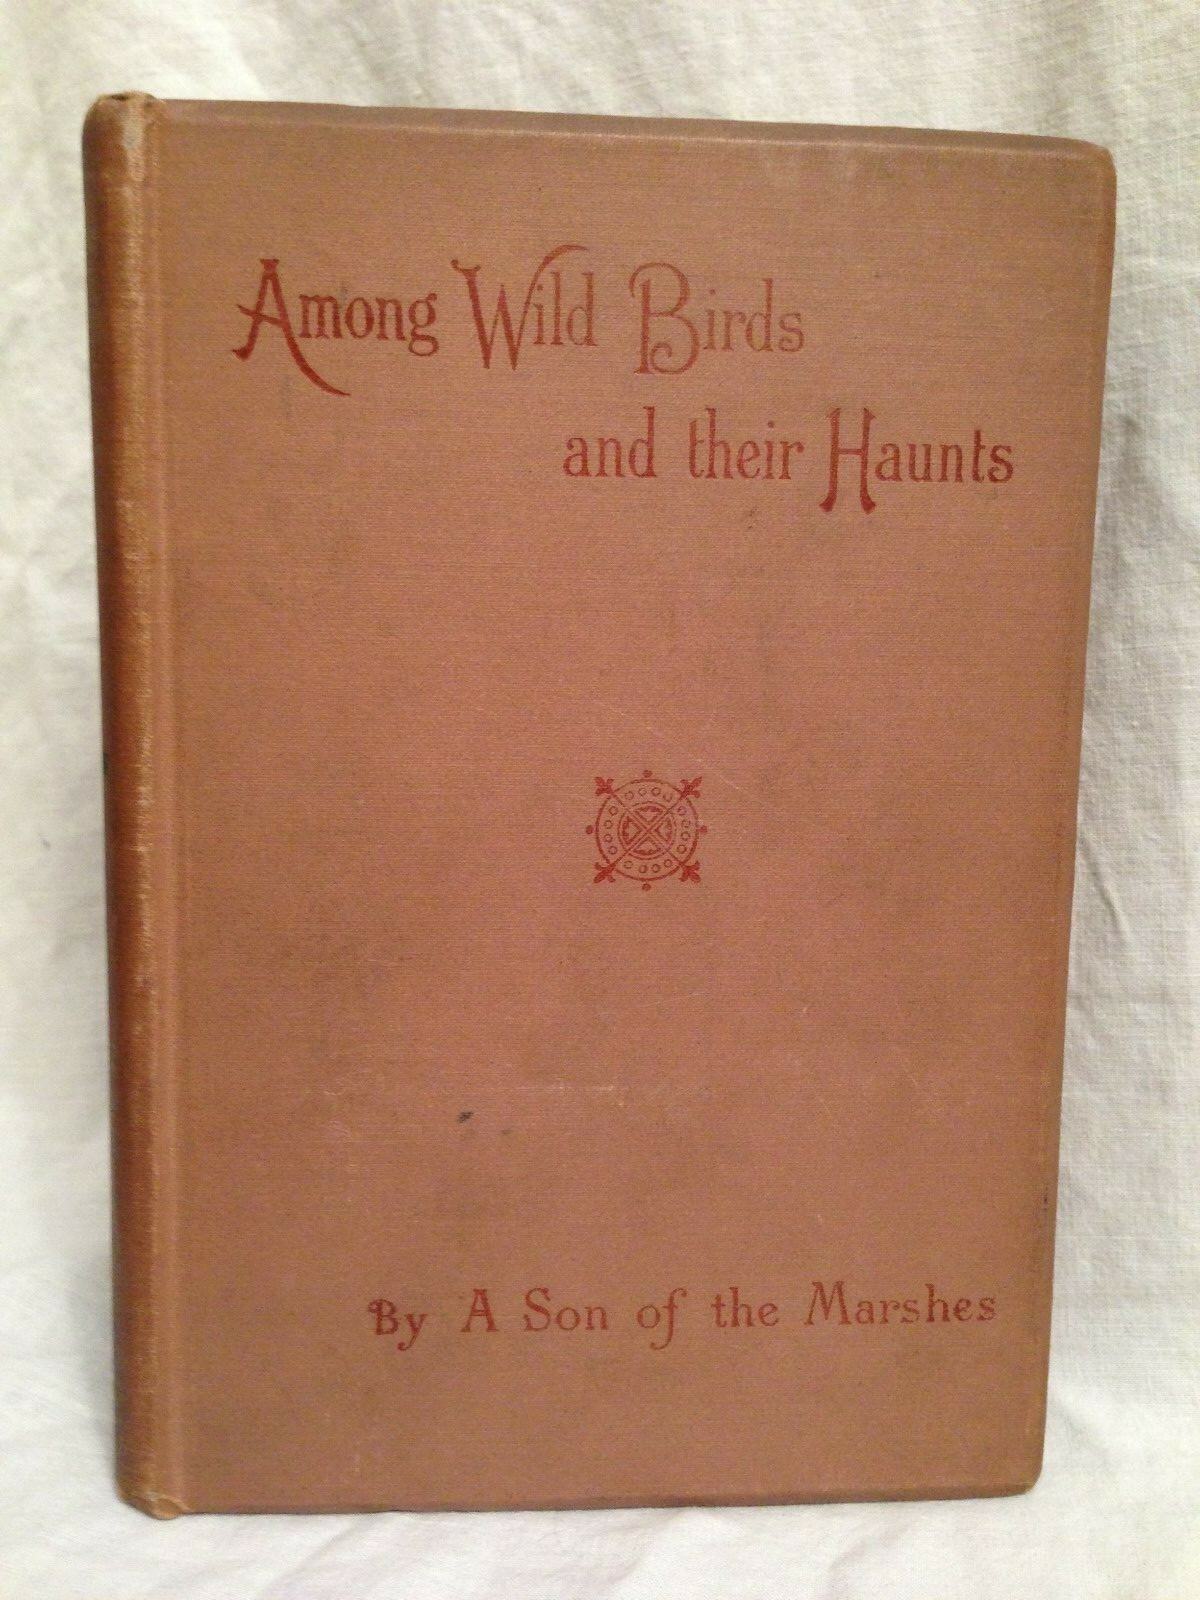 Among Wild Birds
and their Haunts
By A Son of the Marshes